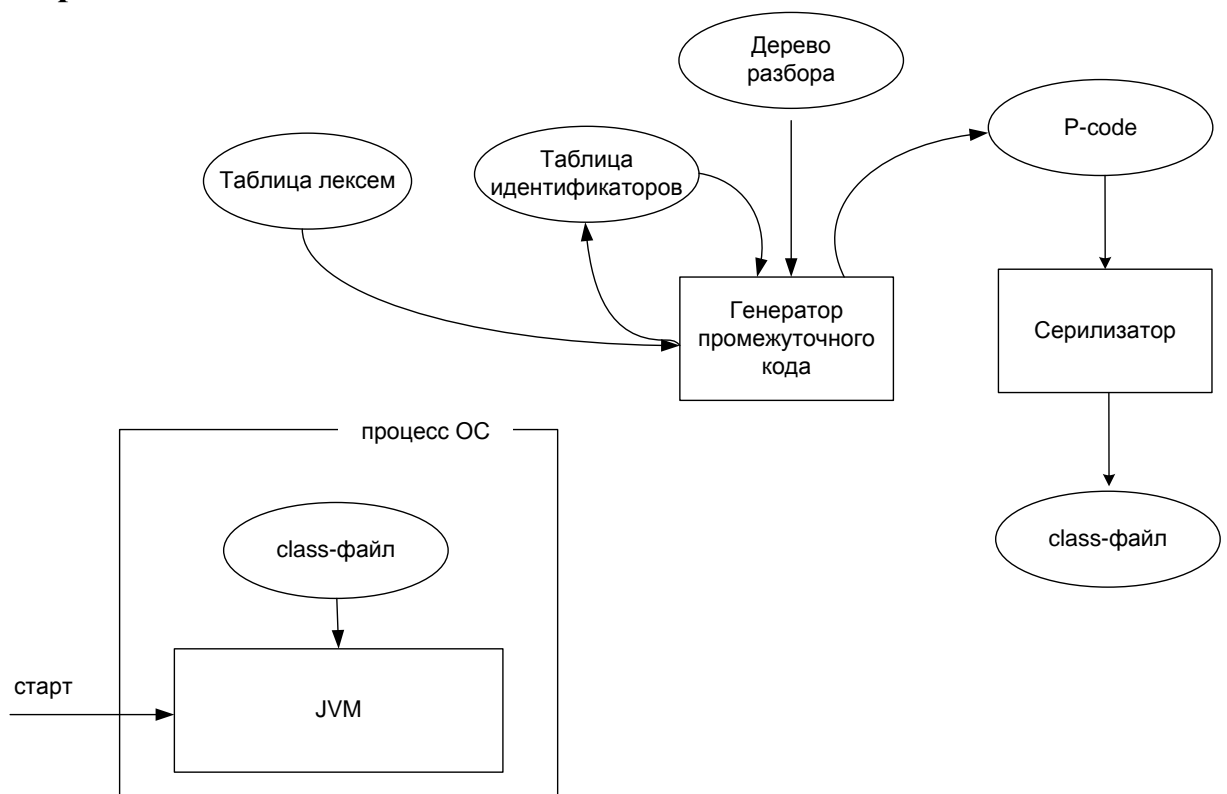 Дерево
разбора
P-code
Таблица
идентификаторов
Таблица лексем
Генератор
промежуточного
кода
Серилизатор
процесс ОС
class-файл
class-файл
старт
JVM